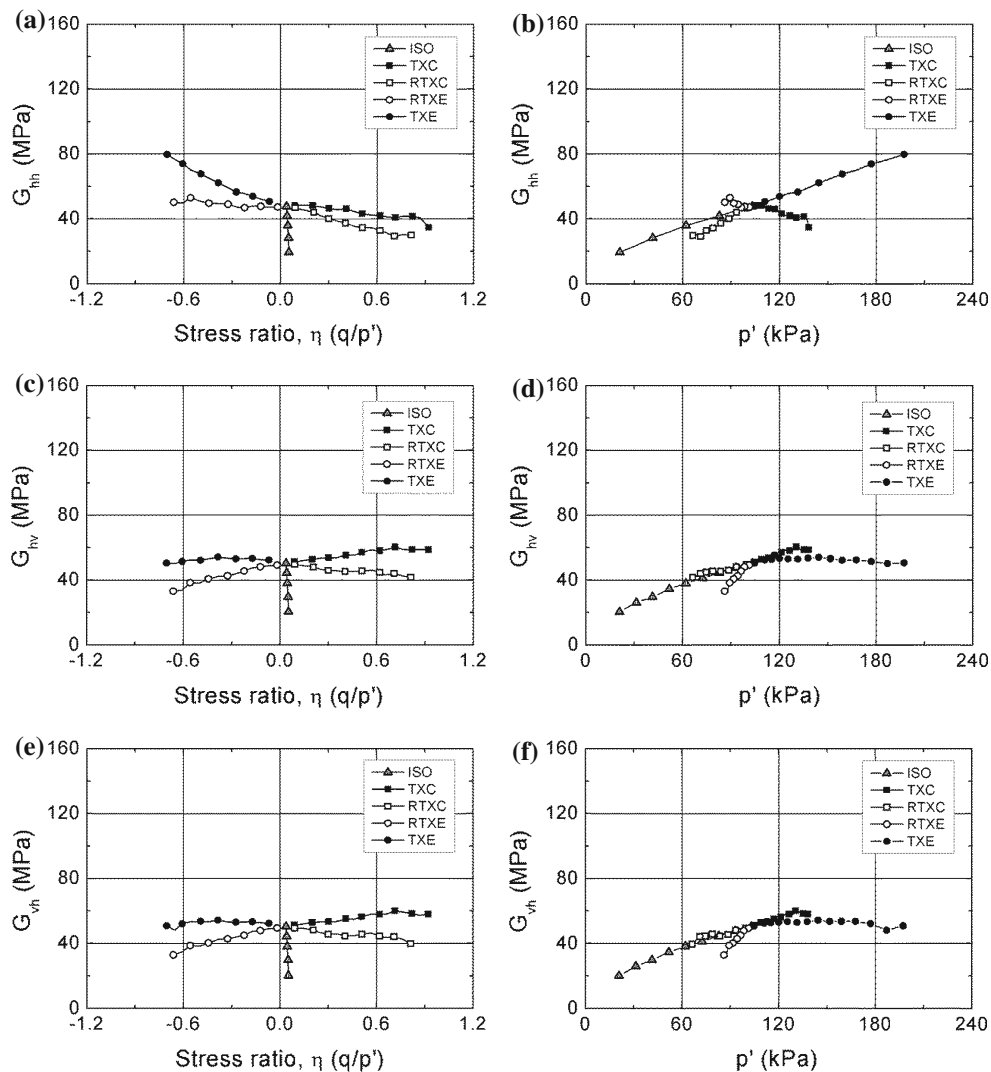 (a)
160
120
80
40
0
G_hh (MPa)
ISO
TXC
RTXC
RTXE
TXE
-1.2 -0.6 0.0 0.6 1.2
Stress ratio, η (q/p')
(b)
160
120
80
40
0
G_hh (MPa)
ISO
TXC
RTXC
RTXE
TXE
0 60 120 180 240
p' (kPa)
(c)
160
120
80
40
0
G_hv (MPa)
ISO
TXC
RTXC
RTXE
TXE
-1.2 -0.6 0.0 0.6 1.2
Stress ratio, η (q/p')
(d)
160
120
80
40
0
G_hv (MPa)
ISO
TXC
RTXC
RTXE
TXE
0 60 120 180 240
p' (kPa)
(e)
160
120
80
40
0
G_vh (MPa)
ISO
TXC
RTXC
RTXE
TXE
-1.2 -0.6 0.0 0.6 1.2
Stress ratio, η (q/p')
(f)
160
120
80
40
0
G_vh (MPa)
ISO
TXC
RTXC
RTXE
TXE
0 60 120 180 240
p' (kPa)